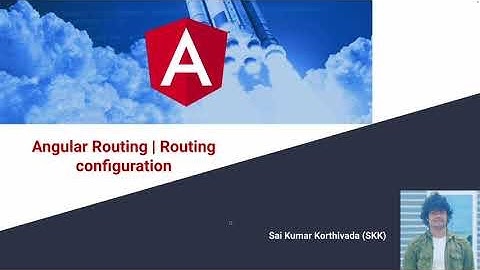 A
Angular Routing | Routing
configuration
Sai Kumar Korthivada (SKK)